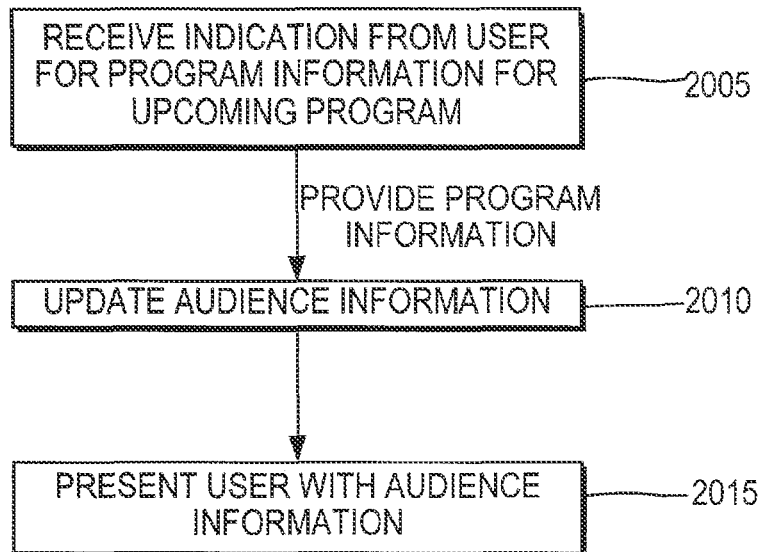 RECEIVE INDICATION FROM USER
FOR PROGRAM INFORMATION FOR
UPCOMING PROGRAM
2005
PROVIDE PROGRAM
INFORMATION
UPDATE AUDIENCE INFORMATION
2010
PRESENT USER WITH AUDIENCE
INFORMATION
2015